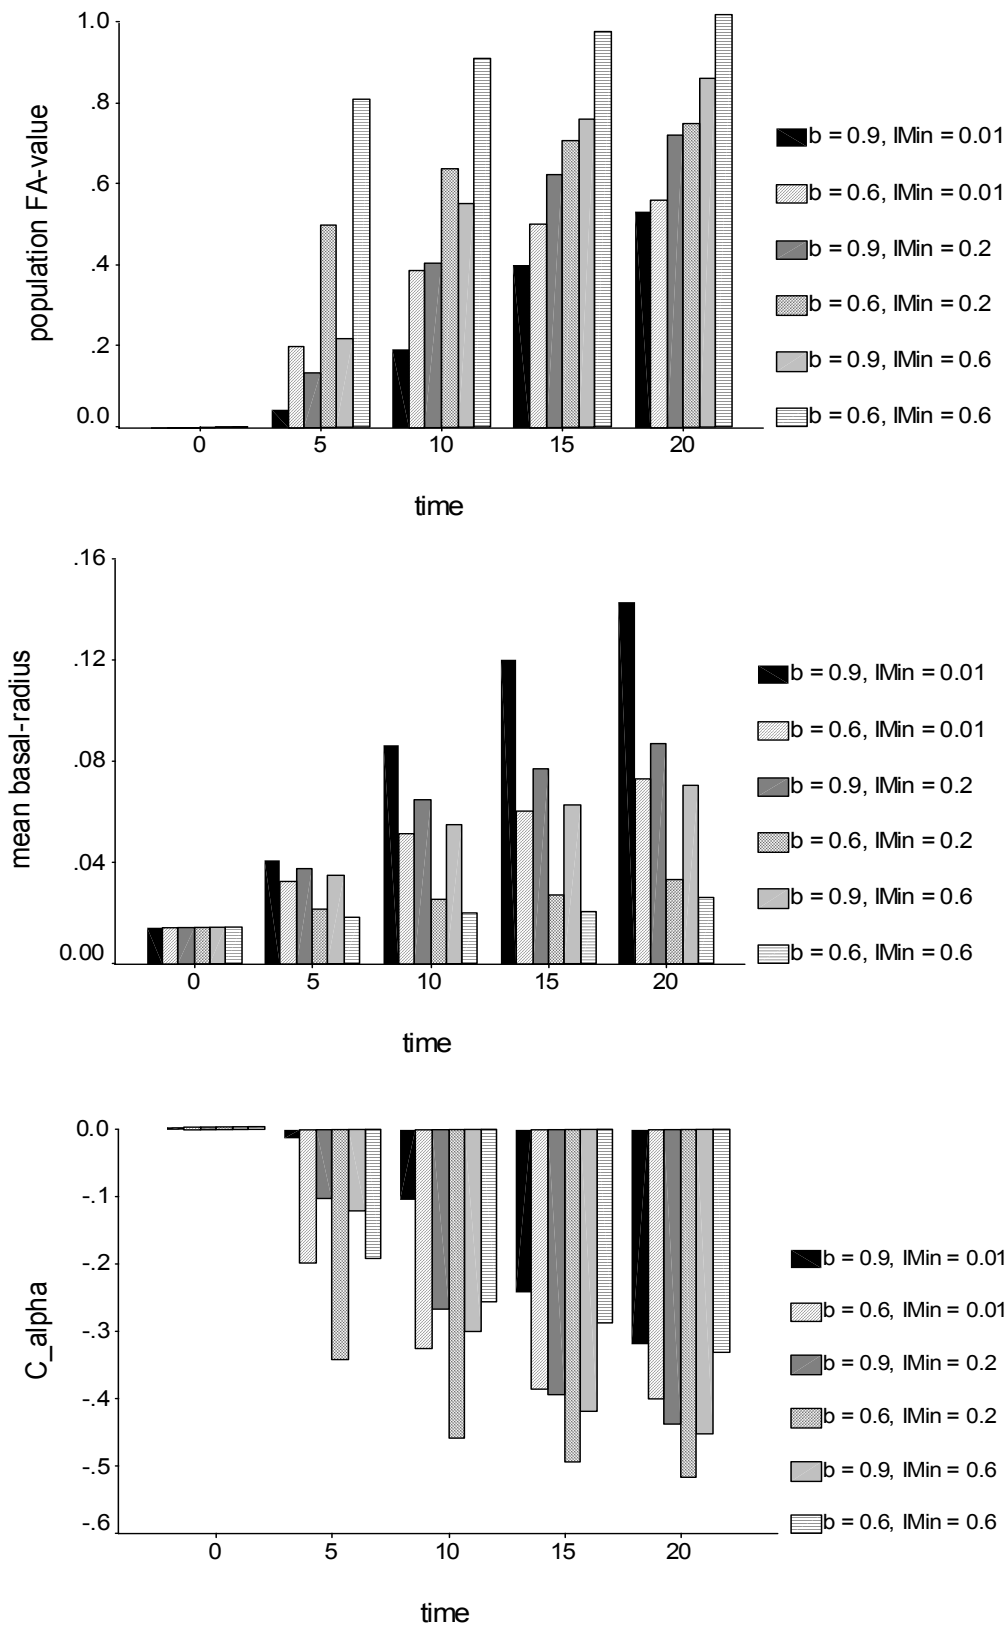 1.0
.8
.6
.4
.2
0.0
population FA-value
0 5 10 15 20
time
b = 0.9, IMin = 0.01
b = 0.6, IMin = 0.01
b = 0.9, IMin = 0.2
b = 0.6, IMin = 0.2
b = 0.9, IMin = 0.6
b = 0.6, IMin = 0.6
.16
.12
.08
.04
0.00
mean basal-radius
0 5 10 15 20
time
b = 0.9, IMin = 0.01
b = 0.6, IMin = 0.01
b = 0.9, IMin = 0.2
b = 0.6, IMin = 0.2
b = 0.9, IMin = 0.6
b = 0.6, IMin = 0.6
0.0
-.1
-.2
-.3
-.4
-.5
-.6
C_alpha
0 5 10 15 20
time
b = 0.9, IMin = 0.01
b = 0.6, IMin = 0.01
b = 0.9, IMin = 0.2
b = 0.6, IMin = 0.2
b = 0.9, IMin = 0.6
b = 0.6, IMin = 0.6